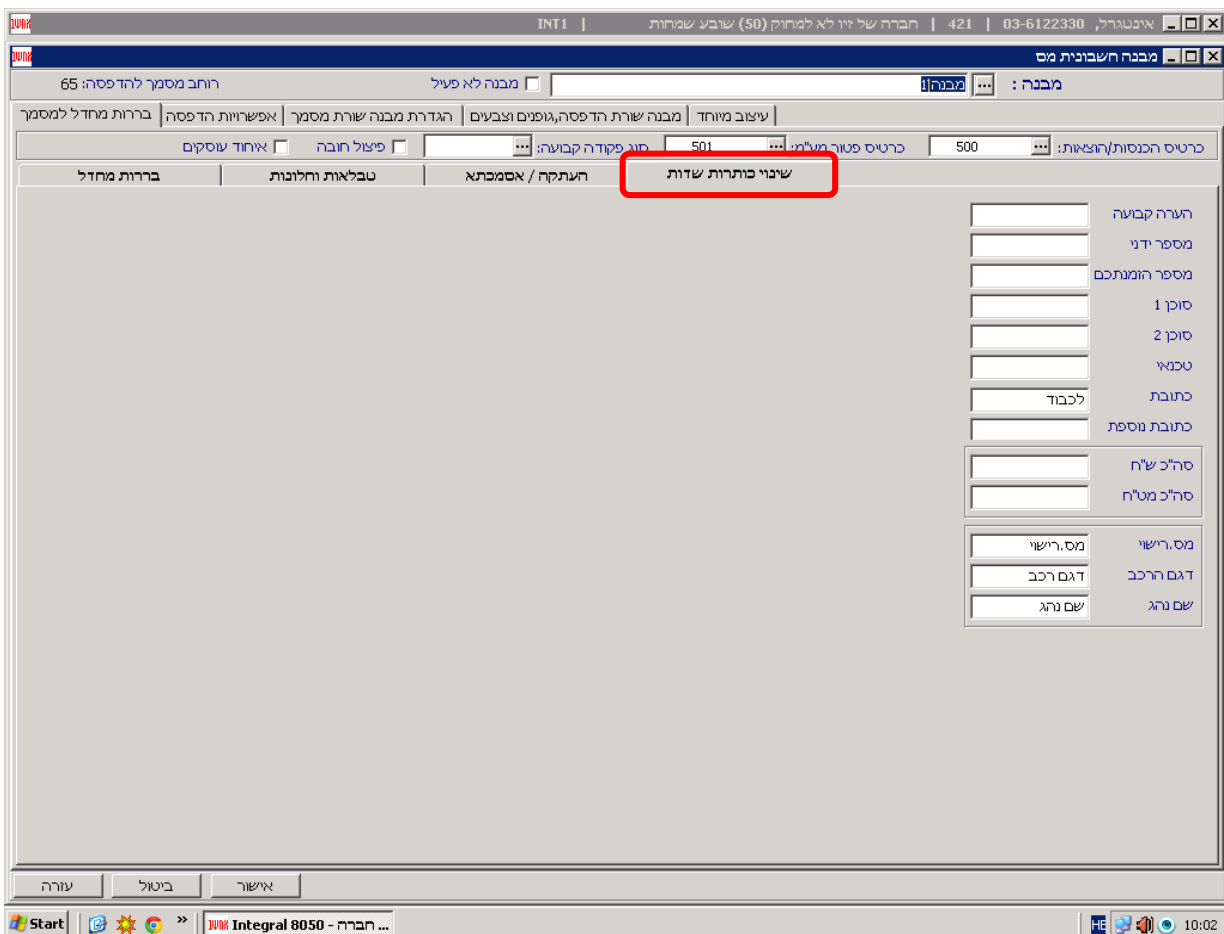 אינטגרל, 03-6122330 | 421 | חברה של זיו לא למחוק (50) שובע שמחות | INT1
מבנה חשבונית מס
מבנה : ... מבנה1 מבנה לא פעיל רוחב מסמך להדפסה: 65
עיצוב מיוחד | מבנה שורת הדפסה,גופנים וצבעים | הגדרת מבנה שורת מסמך | אפשרויות הדפסה | בררות מחדל למסמך
כרטיס הכנסות/הוצאות: ... 500 כרטיס פטור מע"מ: ... 501 סוג פקודה קבועה: ... פיצול חובה איחוד עוסקים
שינוי כותרות שדות העתקה / אסמכתא טבלאות וחלונות בררות מחדל
הערה קבועה
מספר ידני
מספר הזמנתכם
סוכן 1
סוכן 2
טכנאי
כתובת לכבוד
כתובת נוספת
סה"כ ש"ח
סה"כ מט"ח
מס.רישוי מס.רישוי
דגם הרכב דגם רכב
שם נהג שם נהג
אישור ביטול עזרה
Start » אחשב Integral 8050 - חברה ... HE 10:02